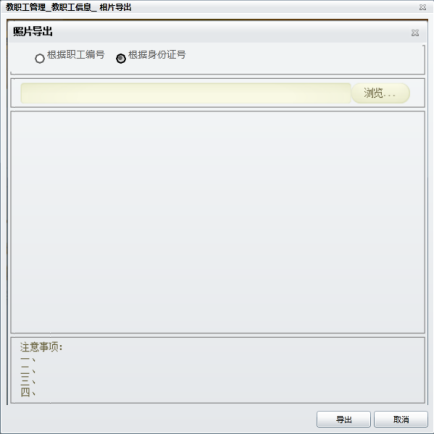 教职工管理_教职工信息_相片导出
照片导出
根据职工编号 根据身份证号
浏览...
注意事项:
一、
二、
三、
四、
导出 取消